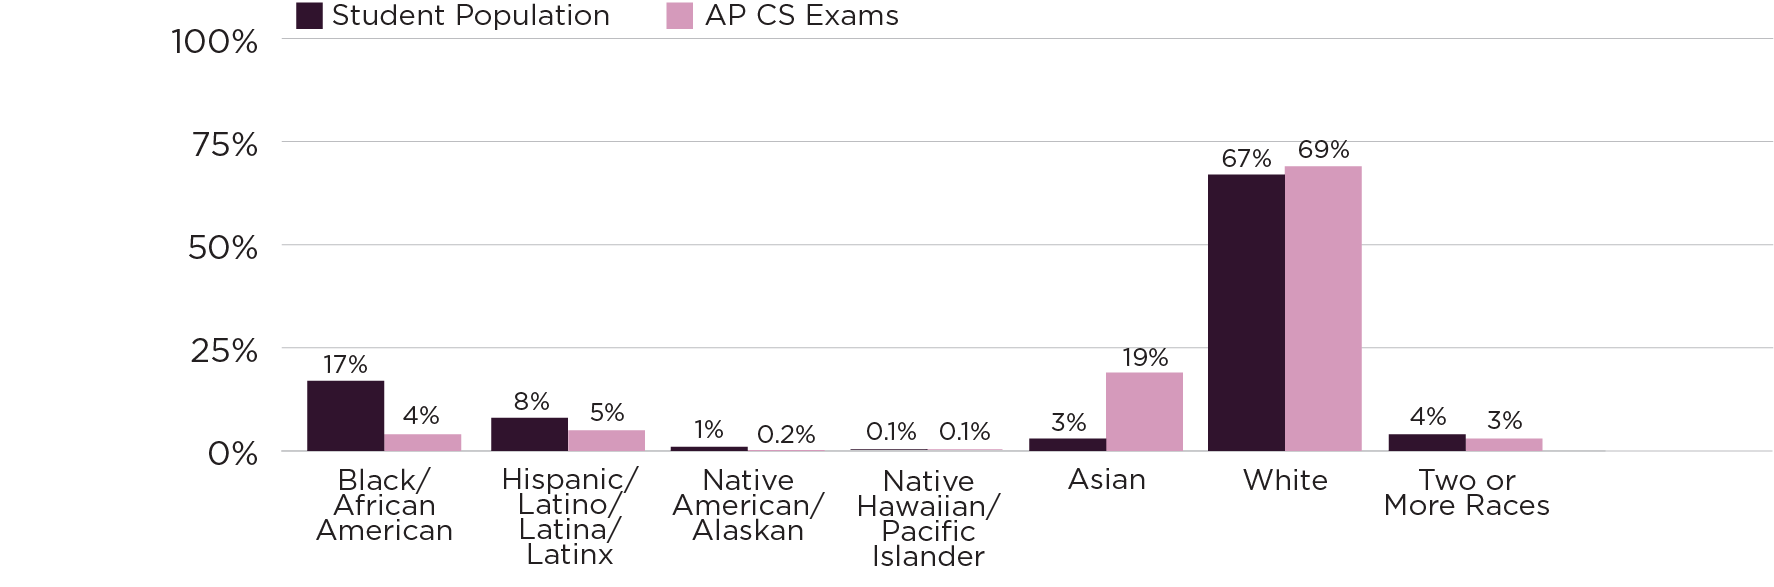 Student Population
AP CS Exams
100%
75%
50%
25%
0%
17%
4%
8%
5%
1%
0.2%
0.1%
0.1%
3%
19%
67%
69%
4%
3%
Black/
African
American
Hispanic/
Latino/
Latina/
Latinx
Native
American/
Alaskan
Native
Hawaiian/
Pacific
Islander
Asian
White
Two or
More Races